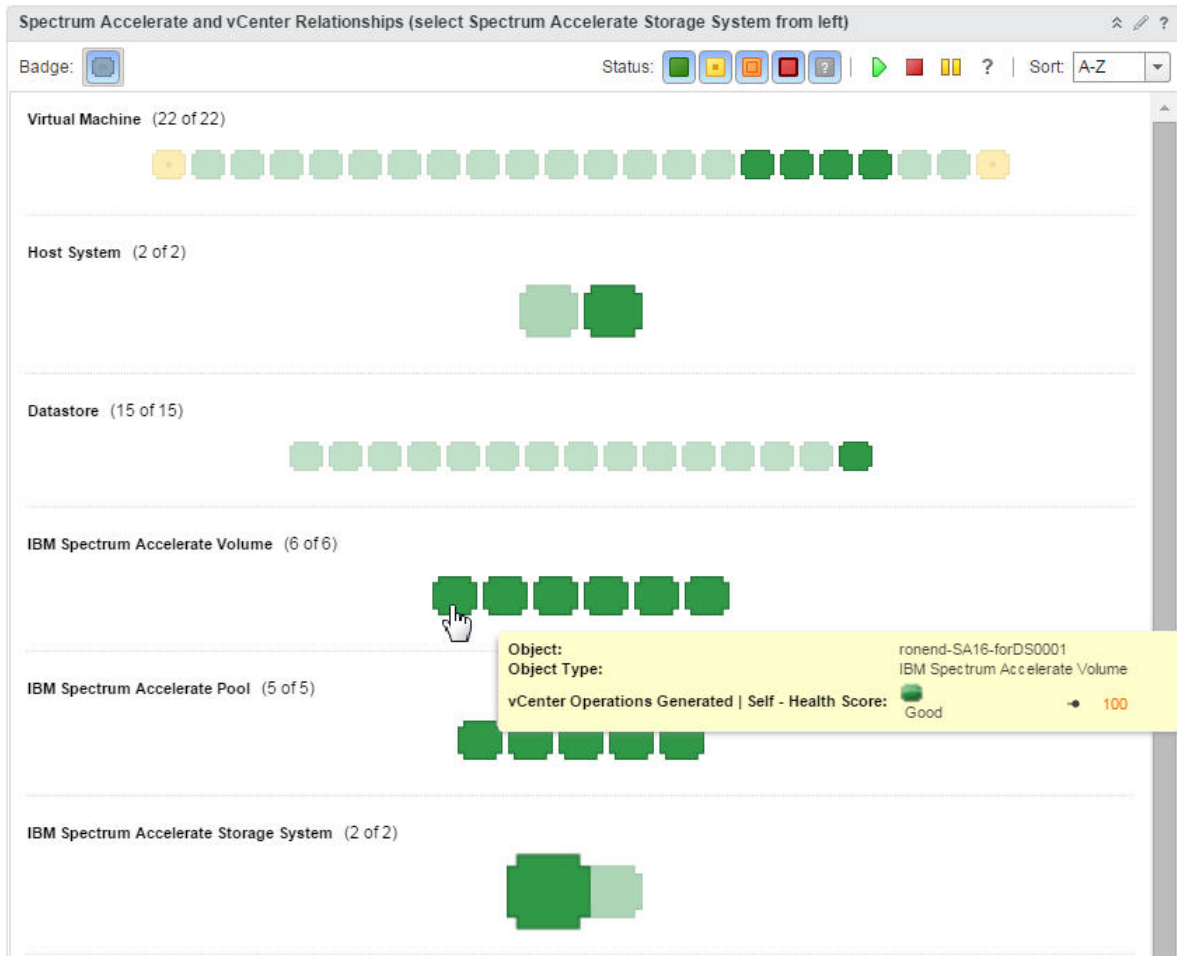 Spectrum Accelerate and vCenter Relationships (select Spectrum Accelerate Storage System from left) ?
Badge: Status: ? ? Sort: A-Z
Virtual Machine (22 of 22)
Host System (2 of 2)
Datastore (15 of 15)
IBM Spectrum Accelerate Volume (6 of 6)
Object: ronend-SA16-forDS0001
Object Type: IBM Spectrum Accelerate Volume
vCenter Operations Generated | Self - Health Score: Good 100
IBM Spectrum Accelerate Pool (5 of 5)
IBM Spectrum Accelerate Storage System (2 of 2)